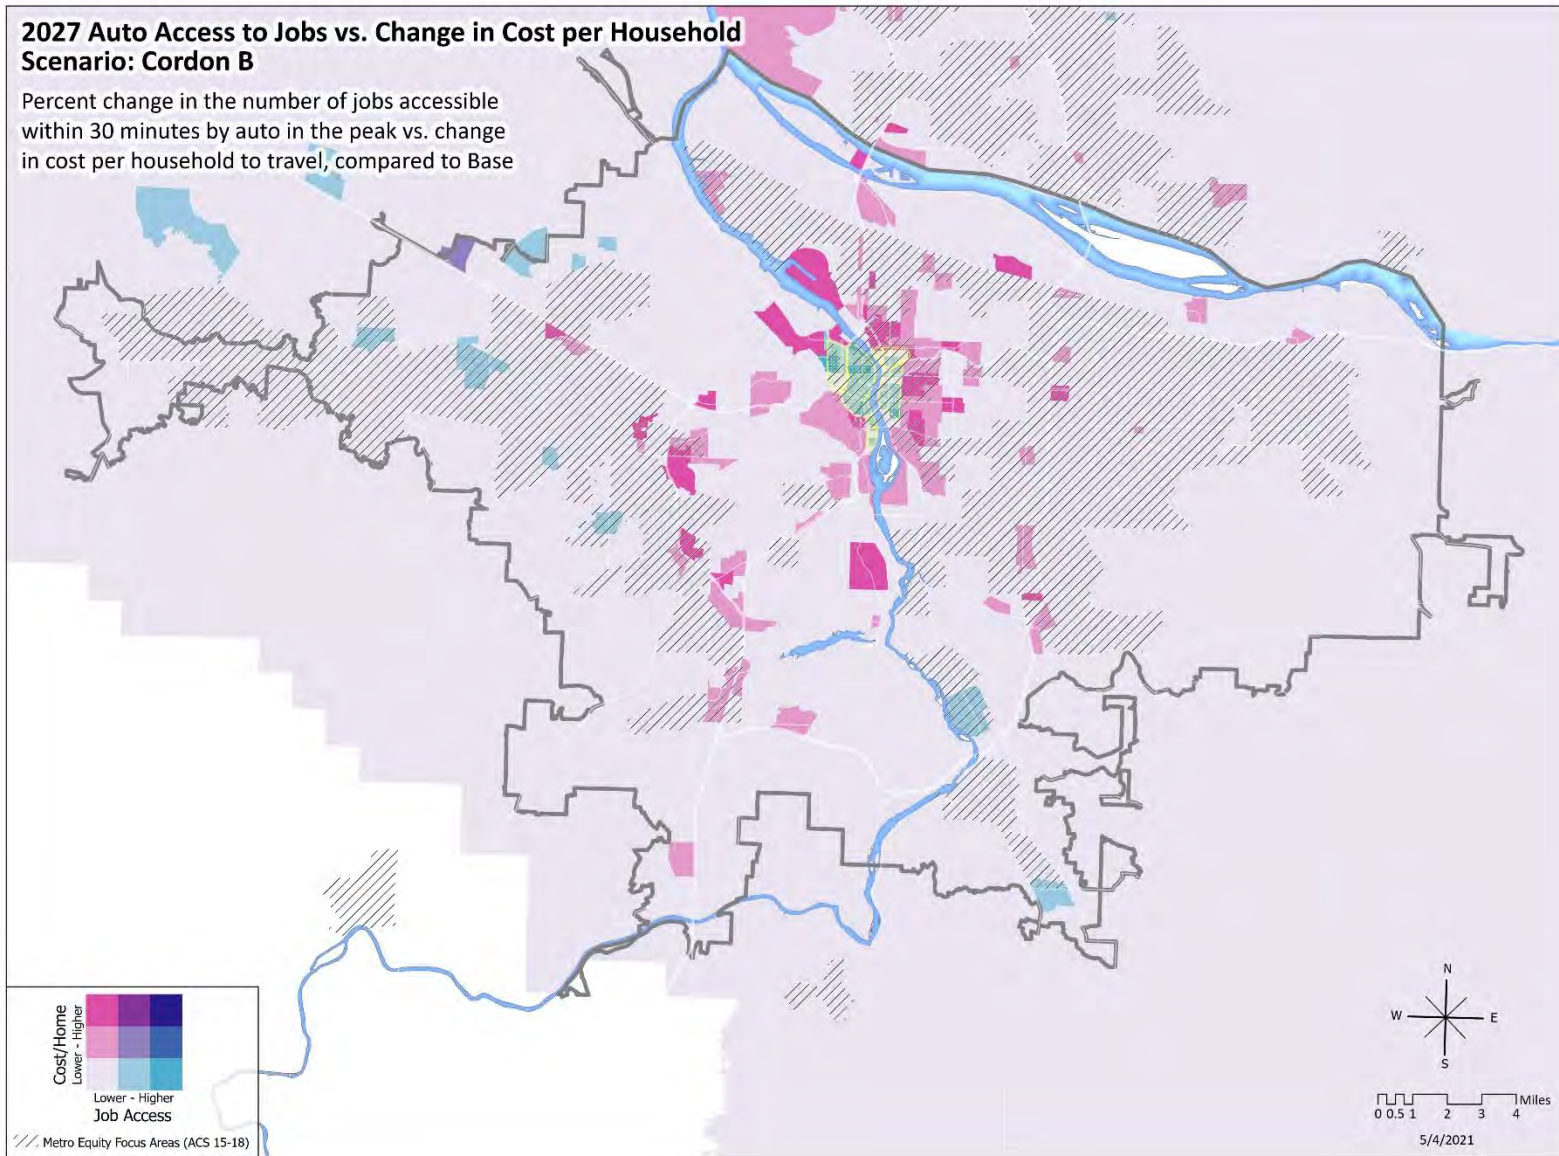 2027 Auto Access to Jobs vs. Change in Cost per Household
Scenario: Cordon B
Percent change in the number of jobs accessible
within 30 minutes by auto in the peak vs. change
in cost per household to travel, compared to Base
Cost/Home
Lower - Higher
Lower - Higher
Job Access
Metro Equity Focus Areas (ACS 15-18)
N
W E
S
Miles
0 0.5 1 2 3 4
5/4/2021